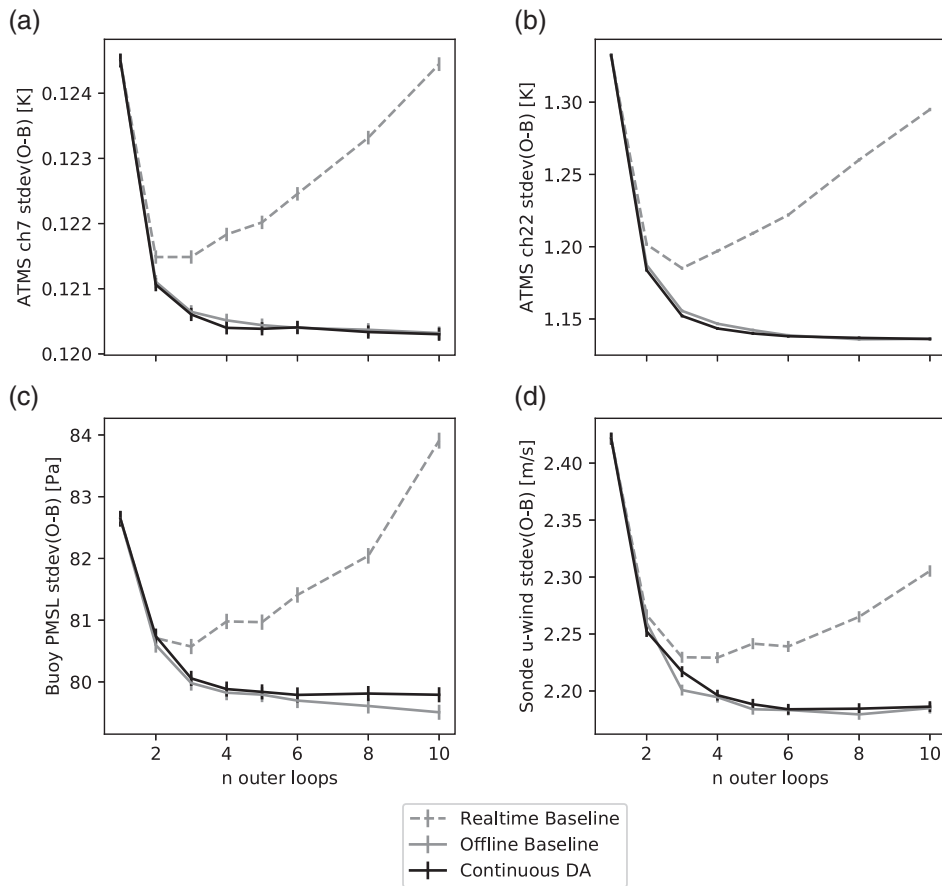 (a)
ATMS ch7 stdev(O-B) [K]
0.124
0.123
0.122
0.121
0.120
(b)
ATMS ch22 stdev(O-B) [K]
1.30
1.25
1.20
1.15
(c)
Buoy PMSL stdev(O-B) [Pa]
84
83
82
81
80
2 4 6 8 10
n outer loops
(d)
Sonde u-wind stdev(O-B) [m/s]
2.40
2.35
2.30
2.25
2.20
2 4 6 8 10
n outer loops
Realtime Baseline
Offline Baseline
Continuous DA